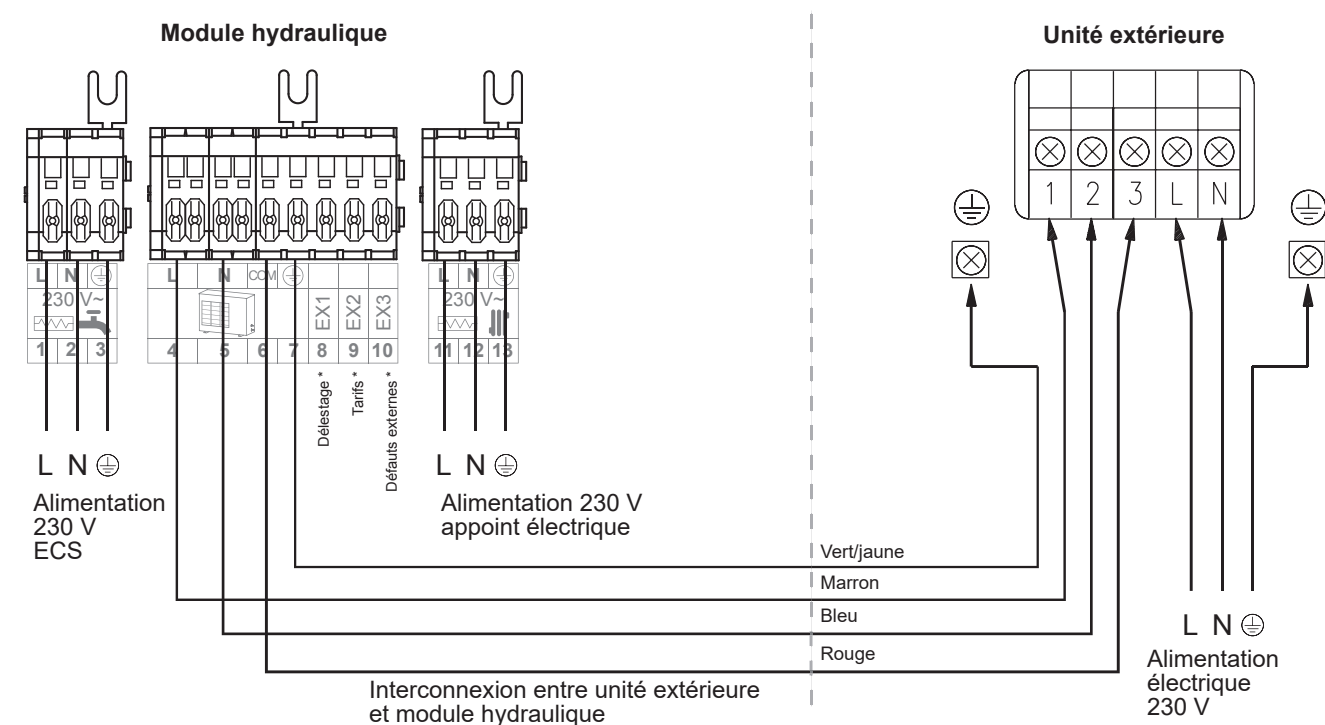 Module hydraulique
Unité extérieure
1 2 3 L N
L N
230 V~
1 2 3
L N COM
EX1
EX2
EX3
4 5 6 7 8 9 10
L N
230 V~
11 12 13
Délestage *
Tarifs *
Défauts externes *
L N
Alimentation
230 V
ECS
L N
Alimentation 230 V
appoint électrique
Vert/jaune
Marron
Bleu
Rouge
Interconnexion entre unité extérieure
et module hydraulique
L N
Alimentation
électrique
230 V